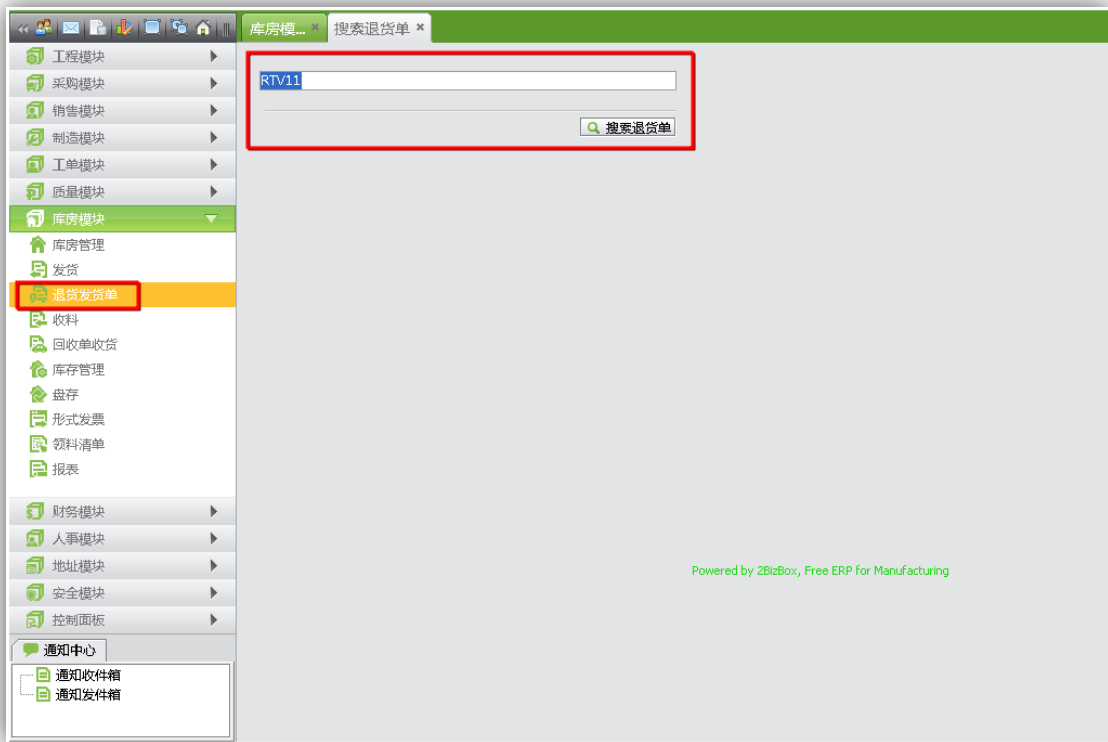 库房模...
搜索退货单
工程模块
采购模块
销售模块
制造模块
工单模块
质量模块
库房模块
库房管理
发货
退货发货单
收料
回收单收货
库存管理
盘存
形式发票
领料清单
报表
财务模块
人事模块
地址模块
安全模块
控制面板
通知中心
通知收件箱
通知发件箱
RTV11
搜索退货单
Powered by 2BizBox, Free ERP for Manufacturing